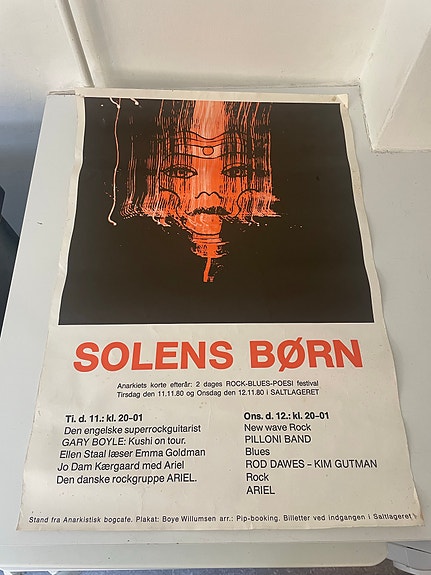 SOLENS BØRN
Anarkiets korte efterår: 2 dages ROCK-BLUES-POESI festival
Tirsdag den 11.11.80 og Onsdag den 12.11.80 i SALTLAGERET
Ti. d. 11.: kl. 20–01
Den engelske superrockguitarist
GARY BOYLE: Kushi on tour.
Ellen Staal læser Emma Goldman
Jo Dam Kærgaard med Ariel
Den danske rockgruppe ARIEL.
Ons. d. 12.: kl. 20–01
New wave Rock
PILLONI BAND
Blues
ROD DAWES – KIM GUTMAN
Rock
ARIEL
Stand fra Anarkistisk bogcafe. Plakat: Boye Willumsen arr.: Pip-booking. Billetter ved indgangen i Saltlageret